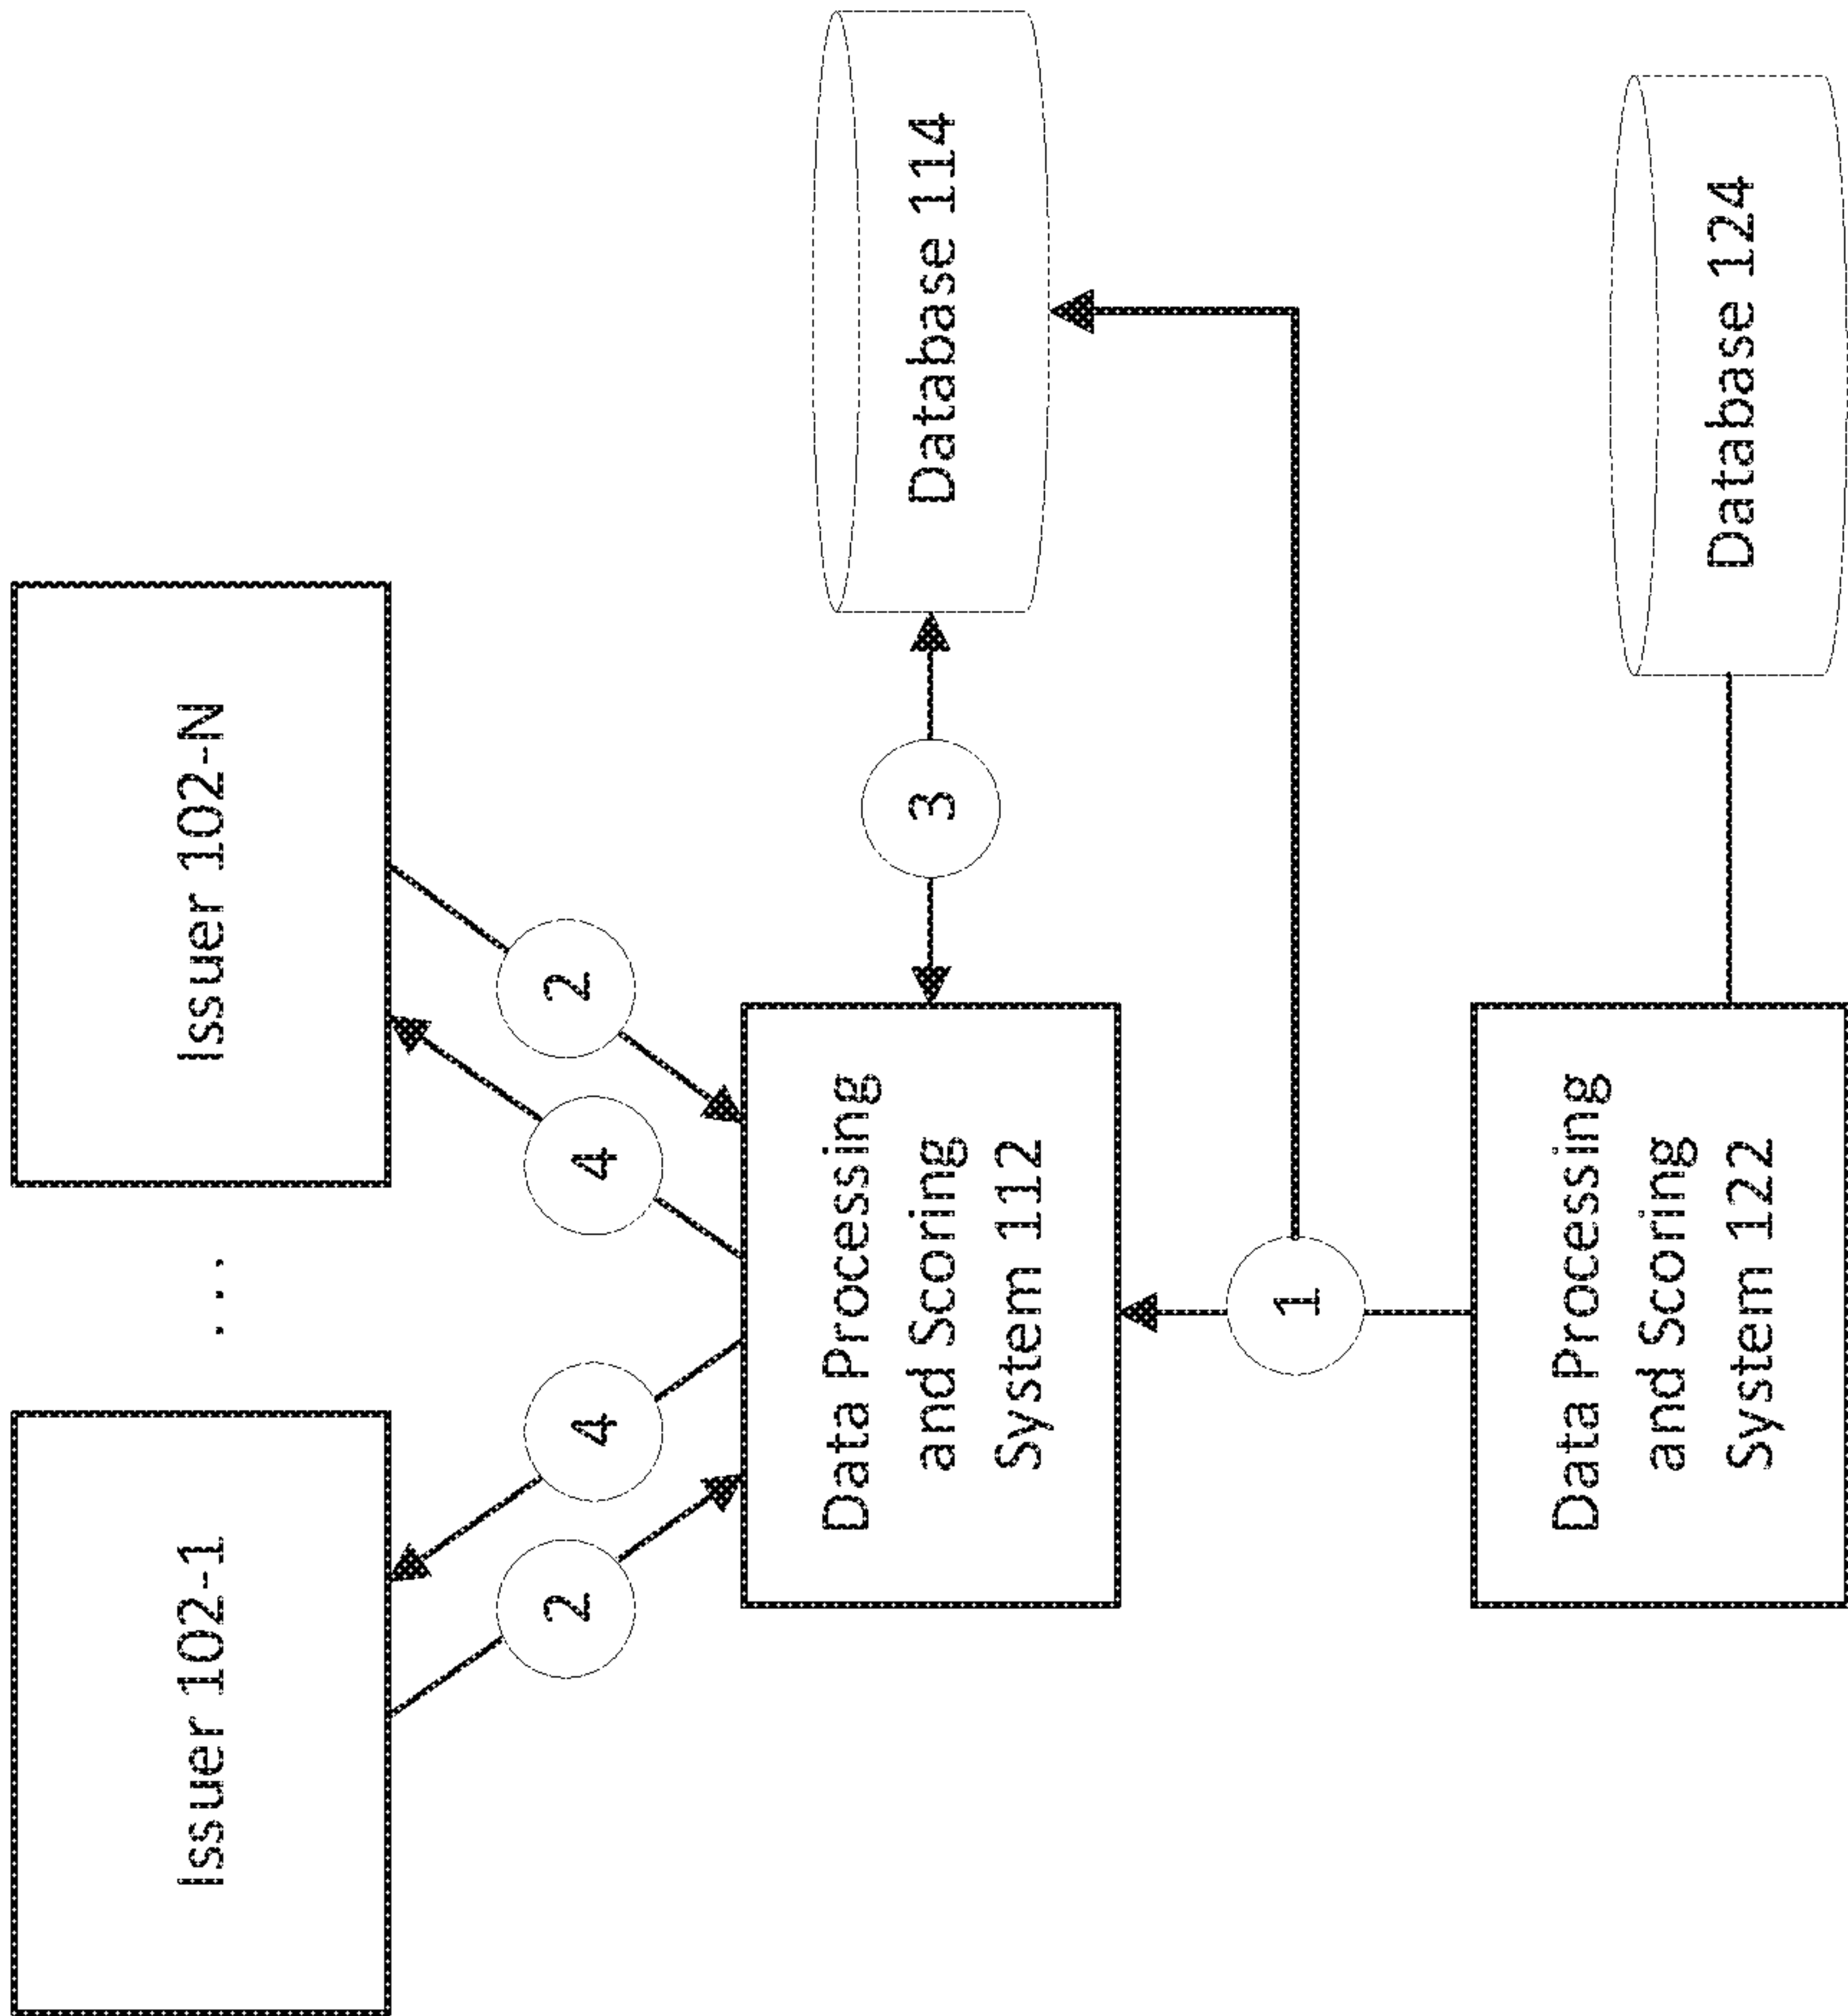 Issuer 102-1
. . .
Issuer 102-N
2
4
4
2
Data Processing
and Scoring
System 112
3
Database 114
1
Data Processing
and Scoring
System 122
Database 124